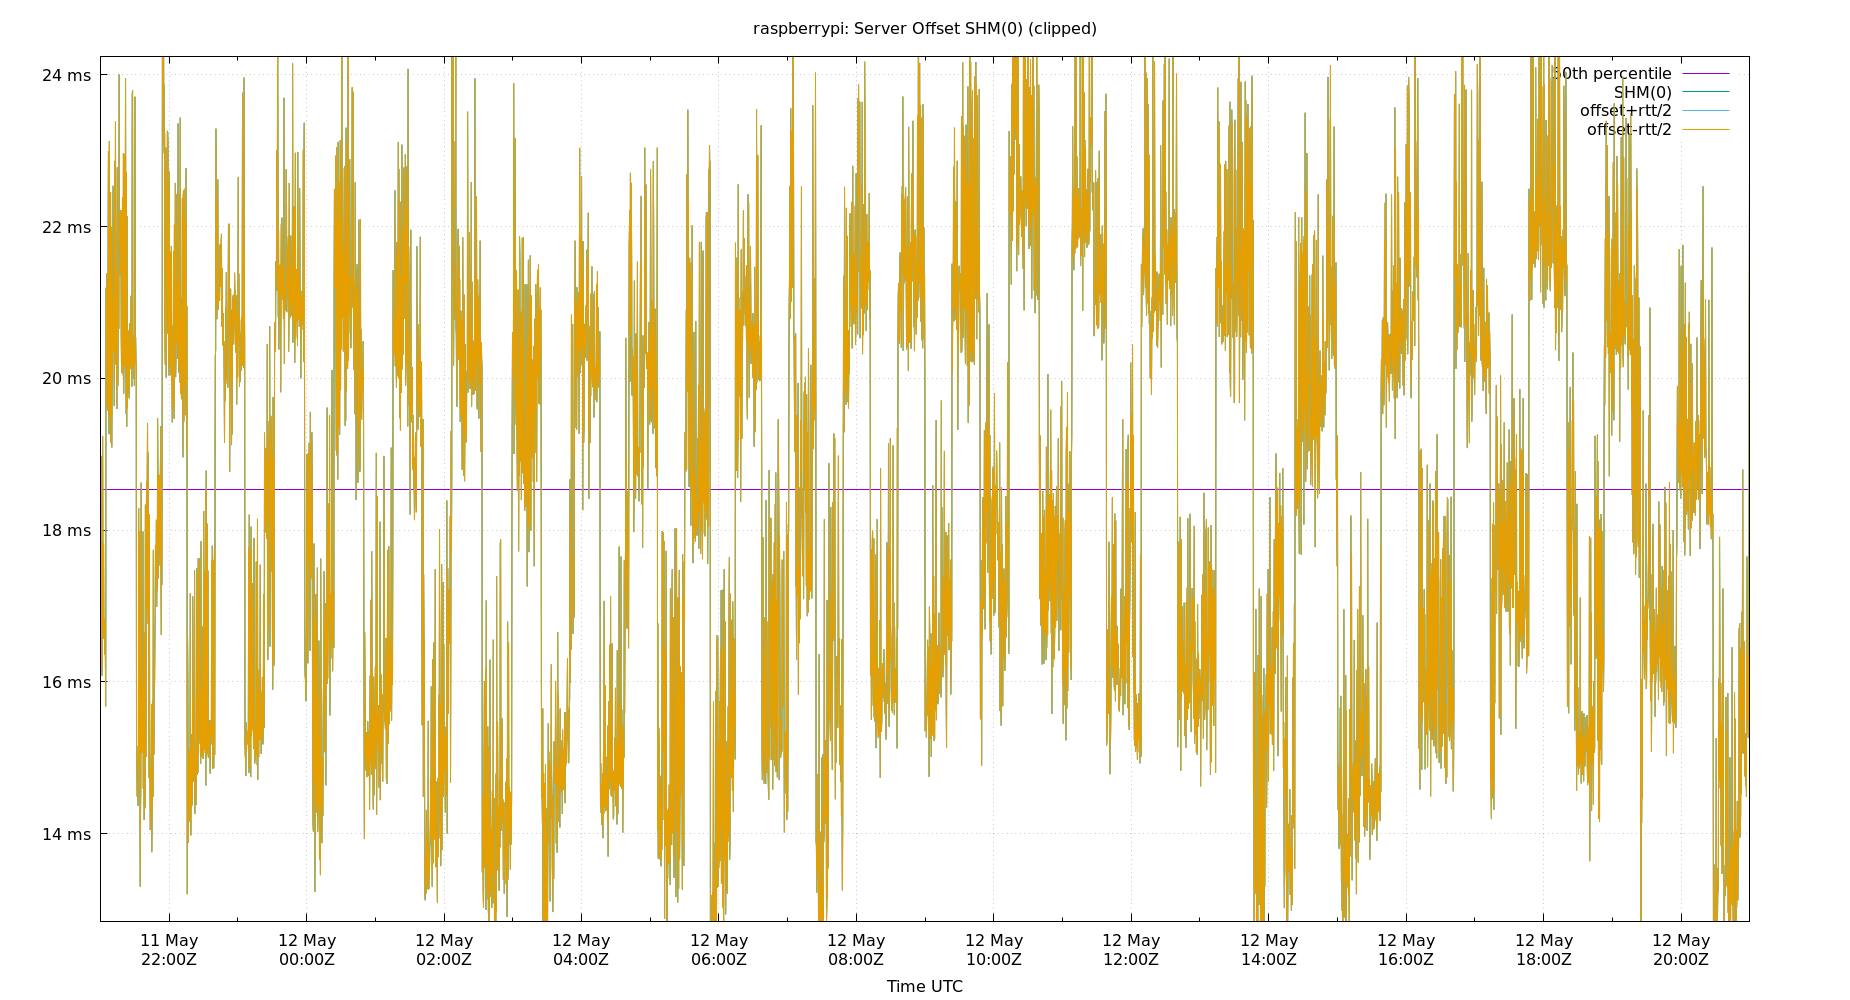 raspberrypi: Server Offset SHM(0) (clipped)
24 ms
22 ms
20 ms
18 ms
16 ms
14 ms
50th percentile
SHM(0)
offset+rtt/2
offset-rtt/2
11 May 12 May 12 May 12 May 12 May 12 May 12 May 12 May 12 May 12 May 12 May 12 May
22:00Z 00:00Z 02:00Z 04:00Z 06:00Z 08:00Z 10:00Z 12:00Z 14:00Z 16:00Z 18:00Z 20:00Z
Time UTC